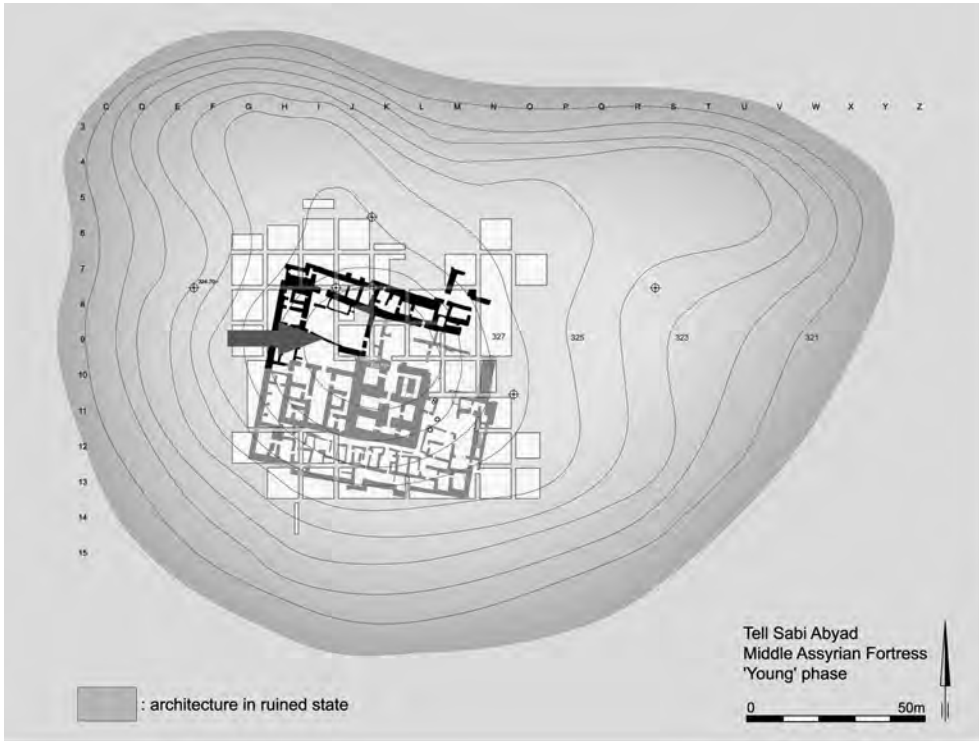 C D E F G H I J K L M N O P Q R S T U V W X Y Z
3
4
5
6
7
8
9
10
11
12
13
14
15
327 325 323 321
Tell Sabi Abyad
Middle Assyrian Fortress
'Young' phase
: architecture in ruined state
0 50m